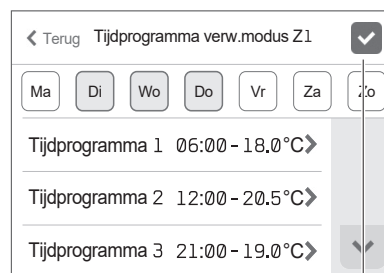 Terug Tijdprogramma verw.modus Z1
Ma Di Wo Do Vr Za Zo
Tijdprogramma 1 06:00 - 18.0°C
Tijdprogramma 2 12:00 - 20.5°C
Tijdprogramma 3 21:00 - 19.0°C